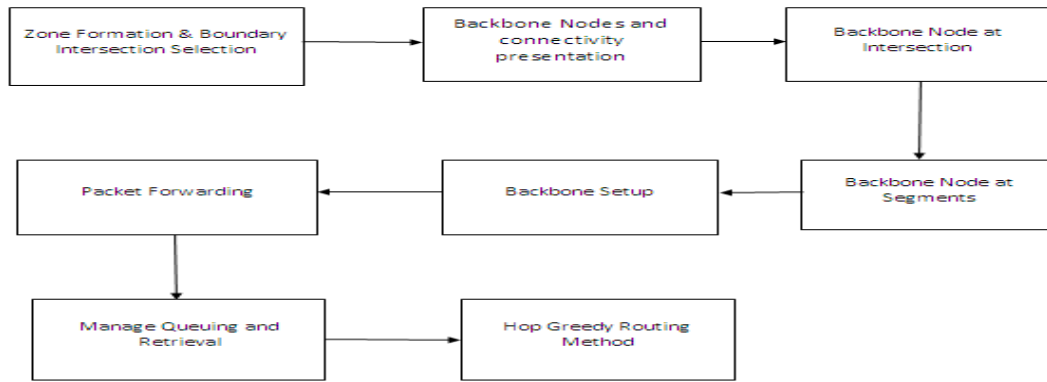 Zone Formation & Boundary
Intersection Selection
Backbone Nodes and
connectivity
presentation
Backbone Node at
Intersection
Backbone Node at
Segments
Backbone Setup
Packet Forwarding
Manage Queuing and
Retrieval
Hop Greedy Routing
Method